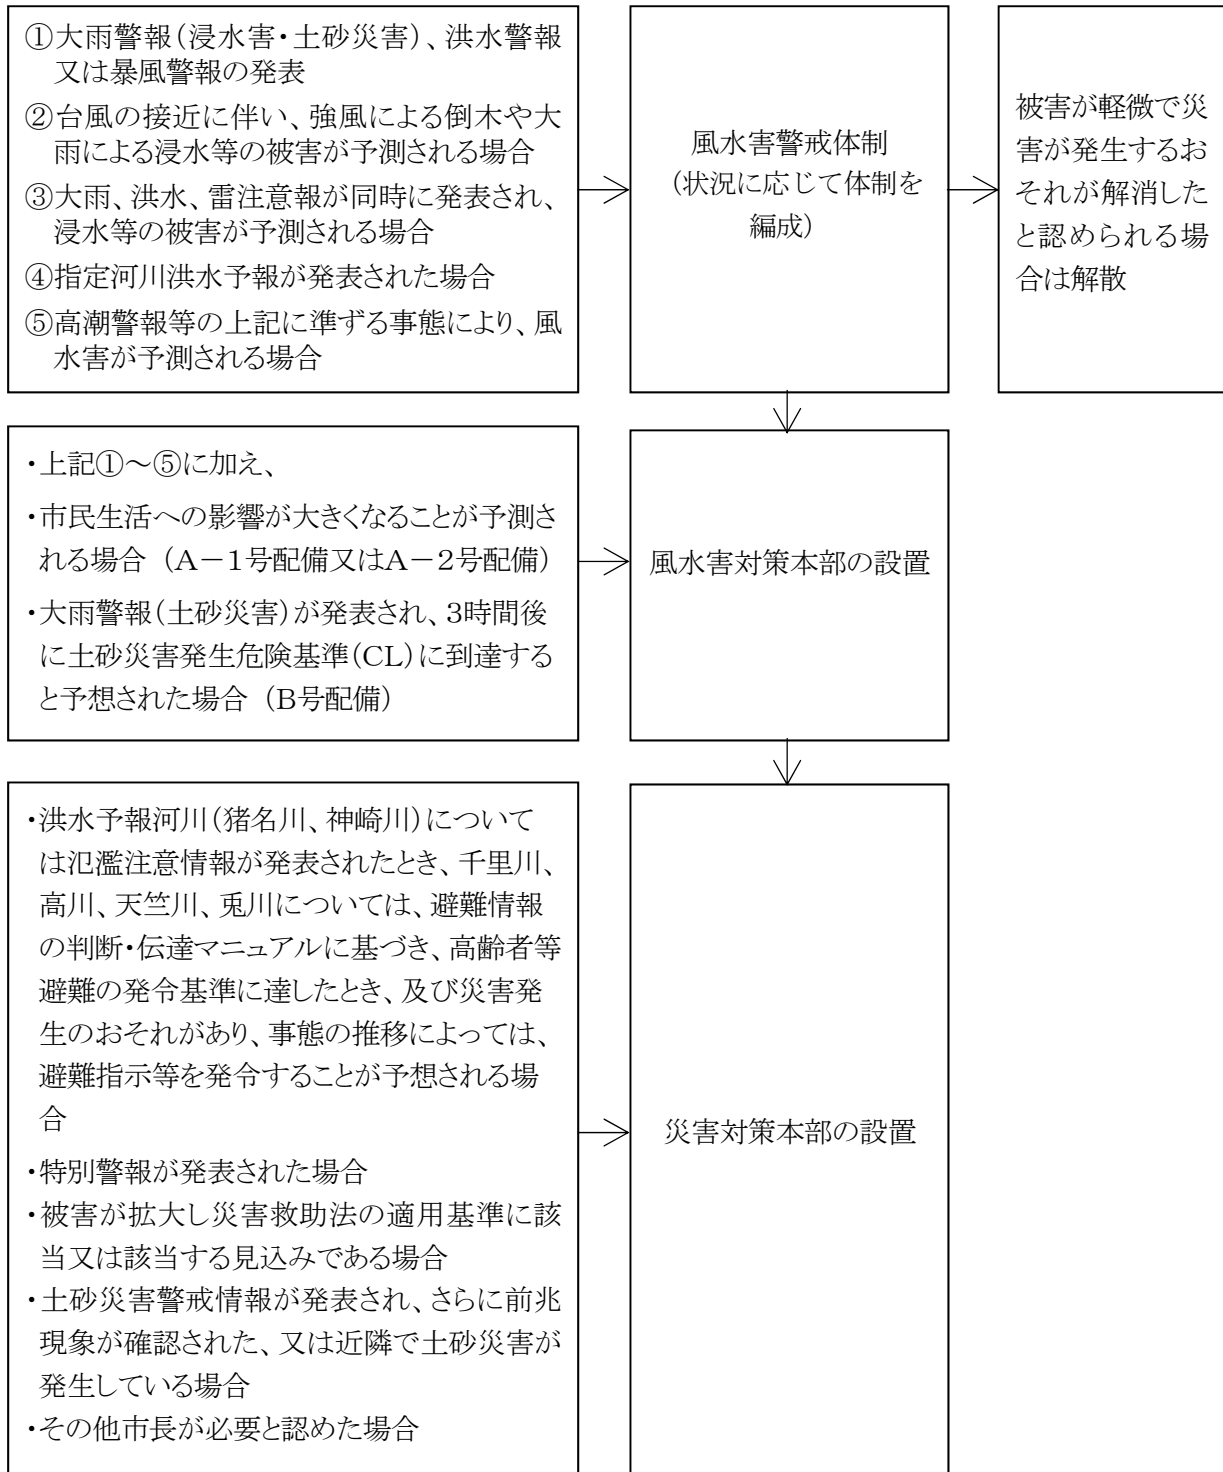 ①大雨警報(浸水害・土砂災害)、洪水警報
又は暴風警報の発表
②台風の接近に伴い、強風による倒木や大
雨による浸水等の被害が予測される場合
③大雨、洪水、雷注意報が同時に発表され、
浸水等の被害が予測される場合
④指定河川洪水予報が発表された場合
⑤高潮警報等の上記に準ずる事態により、風
水害が予測される場合
風水害警戒体制
(状況に応じて体制を
編成)
被害が軽微で災
害が発生するお
それが解消した
と認められる場
合は解散
・上記①～⑤に加え、
・市民生活への影響が大きくなることが予測さ
れる場合 (A－1号配備又はA－2号配備)
・大雨警報(土砂災害)が発表され、3時間後
に土砂災害発生危険基準(CL)に到達する
と予想された場合 (B号配備)
風水害対策本部の設置
・洪水予報河川(猪名川、神崎川)について
は氾濫注意情報が発表されたとき、千里川、
高川、天竺川、兎川については、避難情報
の判断・伝達マニュアルに基づき、高齢者等
避難の発令基準に達したとき、及び災害発
生のおそれがあり、事態の推移によっては、
避難指示等を発令することが予想される場
合
・特別警報が発表された場合
・被害が拡大し災害救助法の適用基準に該
当又は該当する見込みである場合
・土砂災害警戒情報が発表され、さらに前兆
現象が確認された、又は近隣で土砂災害が
発生している場合
・その他市長が必要と認めた場合
災害対策本部の設置